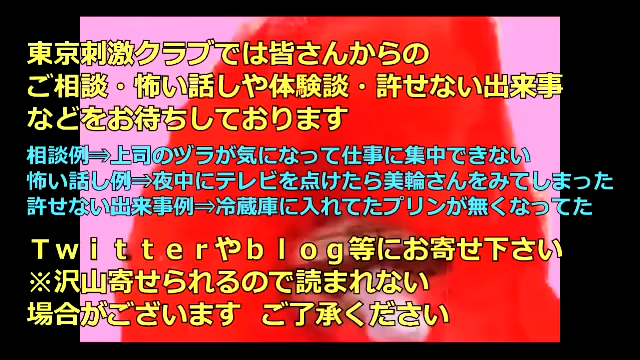 東京刺激クラブでは皆さんからの
ご相談・怖い話しや体験談・許せない出来事
などをお待ちしております
相談例⇒上司のヅラが気になって仕事に集中できない
怖い話し例⇒夜中にテレビを点けたら美輪さんをみてしまった
許せない出来事例⇒冷蔵庫に入れてたプリンが無くなってた
Ｔｗｉｔｔｅｒやｂｌｏｇ等にお寄せ下さい
※沢山寄せられるので読まれない
場合がございます　ご了承ください